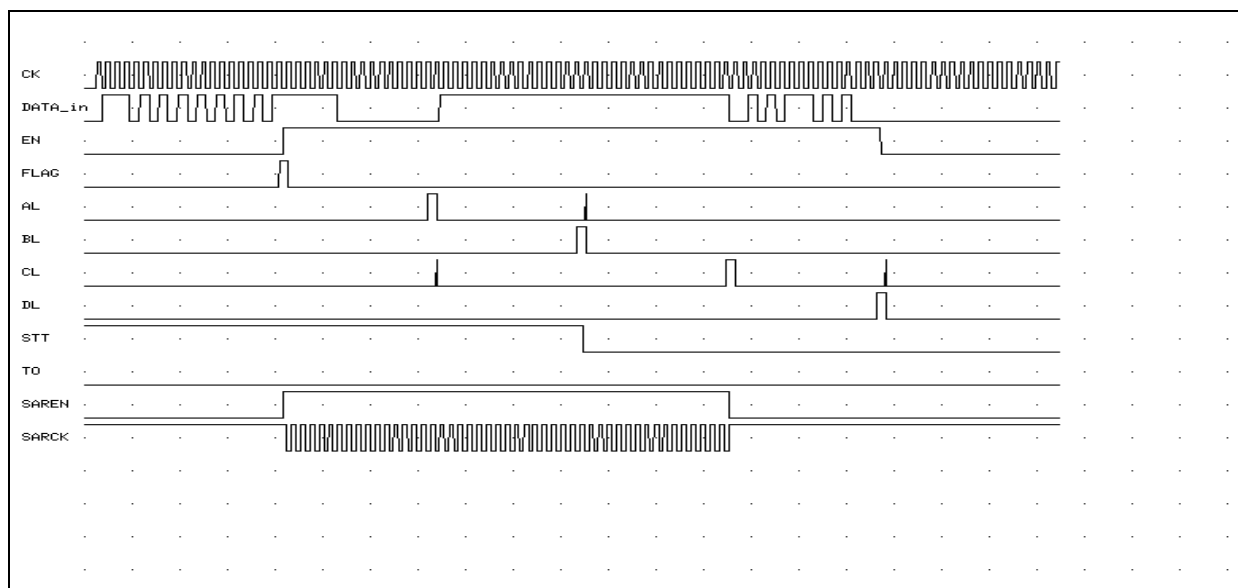 CK
DATA_in
EN
FLAG
AL
BL
CL
DL
STT
TO
SAREN
SARCK